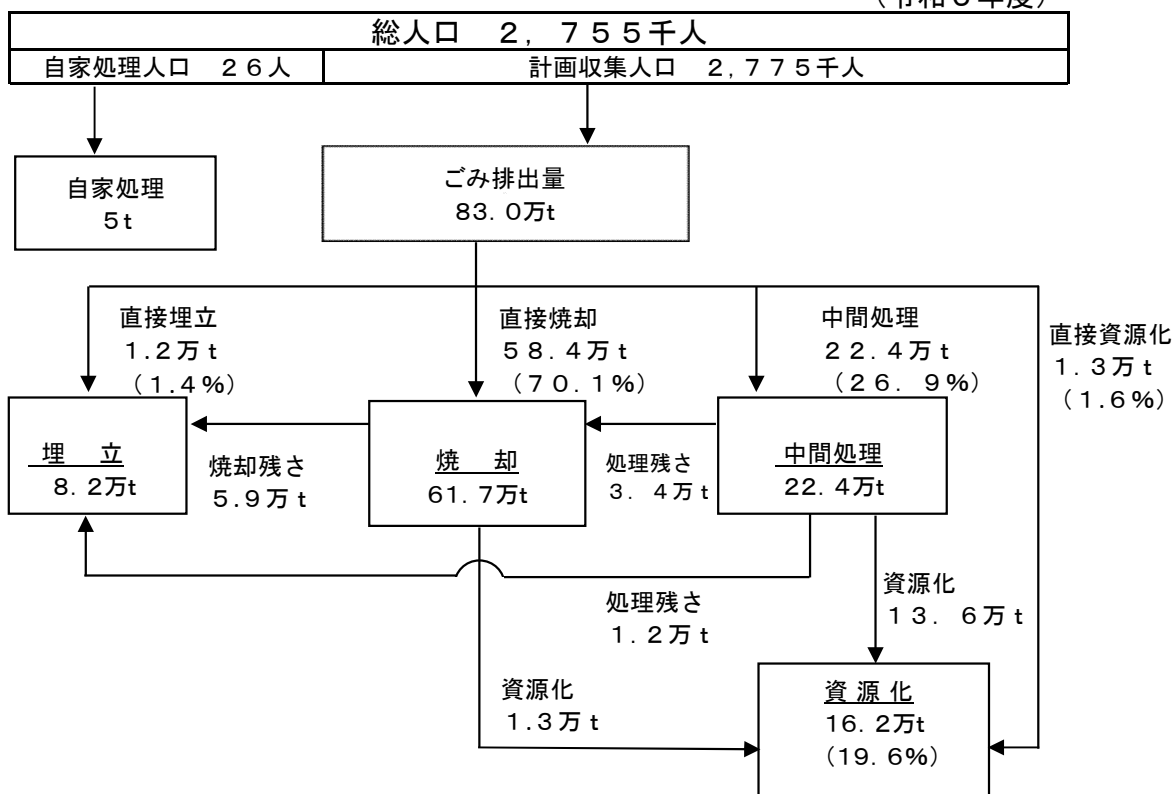 総人口 2,755千人
自家処理人口 26人
計画収集人口 2,775千人
自家処理
5t
ごみ排出量
83.0万t
直接埋立
1.2万t
(1.4%)
直接焼却
58.4万t
(70.1%)
中間処理
22.4万t
(26.9%)
直接資源化
1.3万t
(1.6%)
埋 立
8.2万t
焼却残さ
5.9万t
焼 却
61.7万t
処理残さ
3.4万t
中間処理
22.4万t
処理残さ
1.2万t
資源化
13.6万t
資源化
1.3万t
資源化
16.2万t
(19.6%)